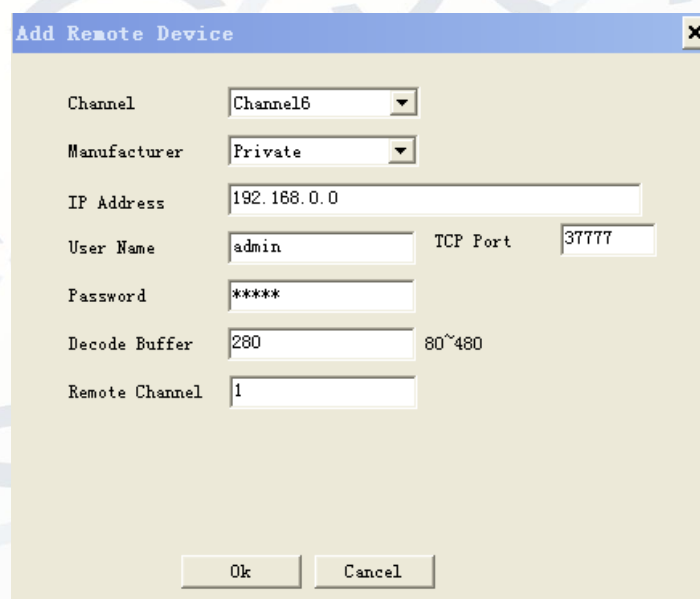 Add Remote Device
Channel Channel6
Manufacturer Private
IP Address 192.168.0.0
User Name admin TCP Port 37777
Password *****
Decode Buffer 280 80~480
Remote Channel 1
Ok Cancel